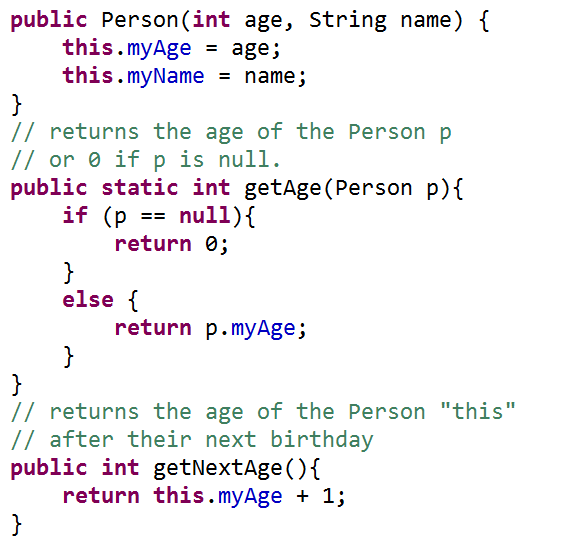 public Person(int age, String name) {
    this.myAge = age;
    this.myName = name;
}
// returns the age of the Person p
// or 0 if p is null.
public static int getAge(Person p){
    if (p == null){
        return 0;
    }
    else {
        return p.myAge;
    }
}
// returns the age of the Person "this"
// after their next birthday
public int getNextAge(){
    return this.myAge + 1;
}